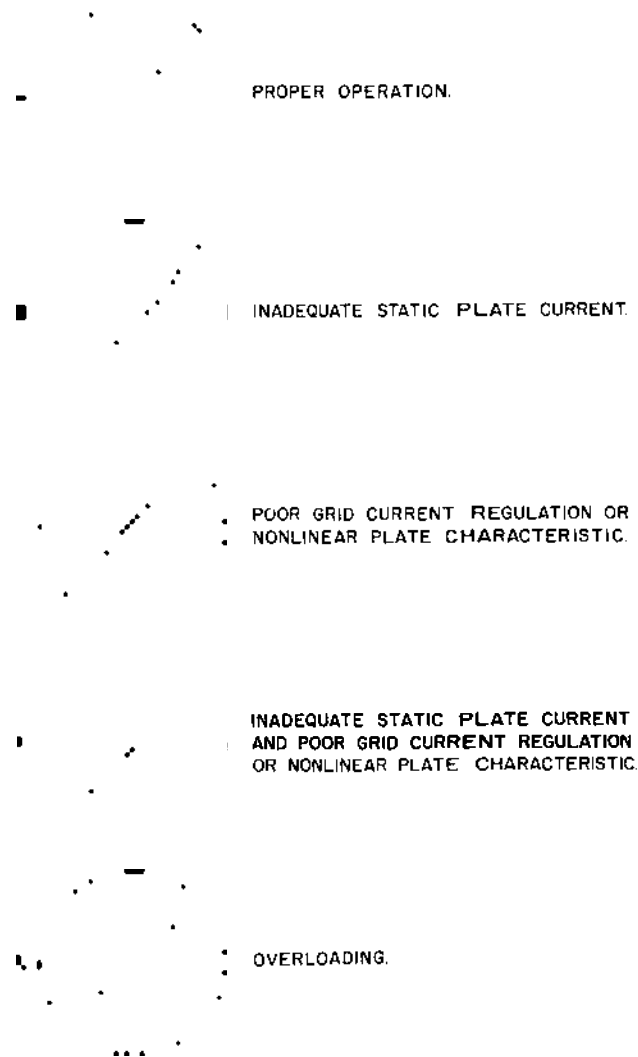 PROPER OPERATION.
INADEQUATE STATIC PLATE CURRENT.
POOR GRID CURRENT REGULATION OR
NONLINEAR PLATE CHARACTERISTIC.
INADEQUATE STATIC PLATE CURRENT
AND POOR GRID CURRENT REGULATION
OR NONLINEAR PLATE CHARACTERISTIC.
OVERLOADING.